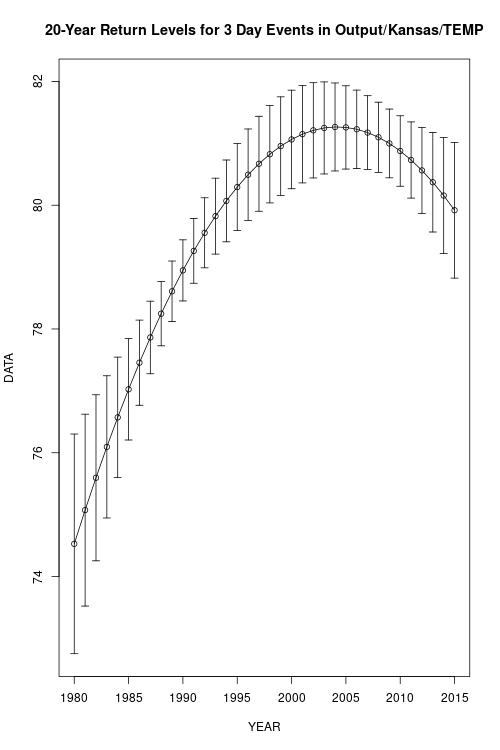 20-Year Return Levels for 3 Day Events in Output/Kansas/TEMP
82
80
78
76
74
DATA
1980 1985 1990 1995 2000 2005 2010 2015
YEAR